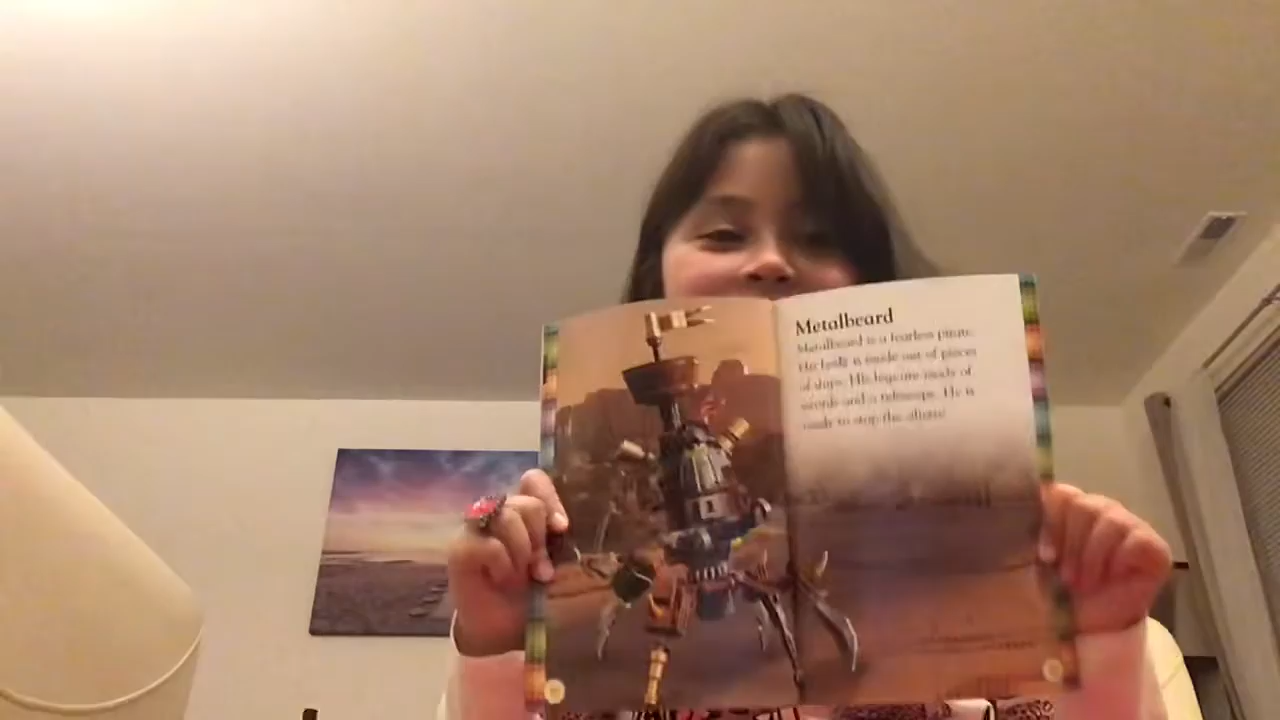 Metalbeard
Metalbeard is a fearless pirate.
His body is made out of pieces
of ships. His legs are made of
swords and a telescope. He is
ready to stop the aliens!